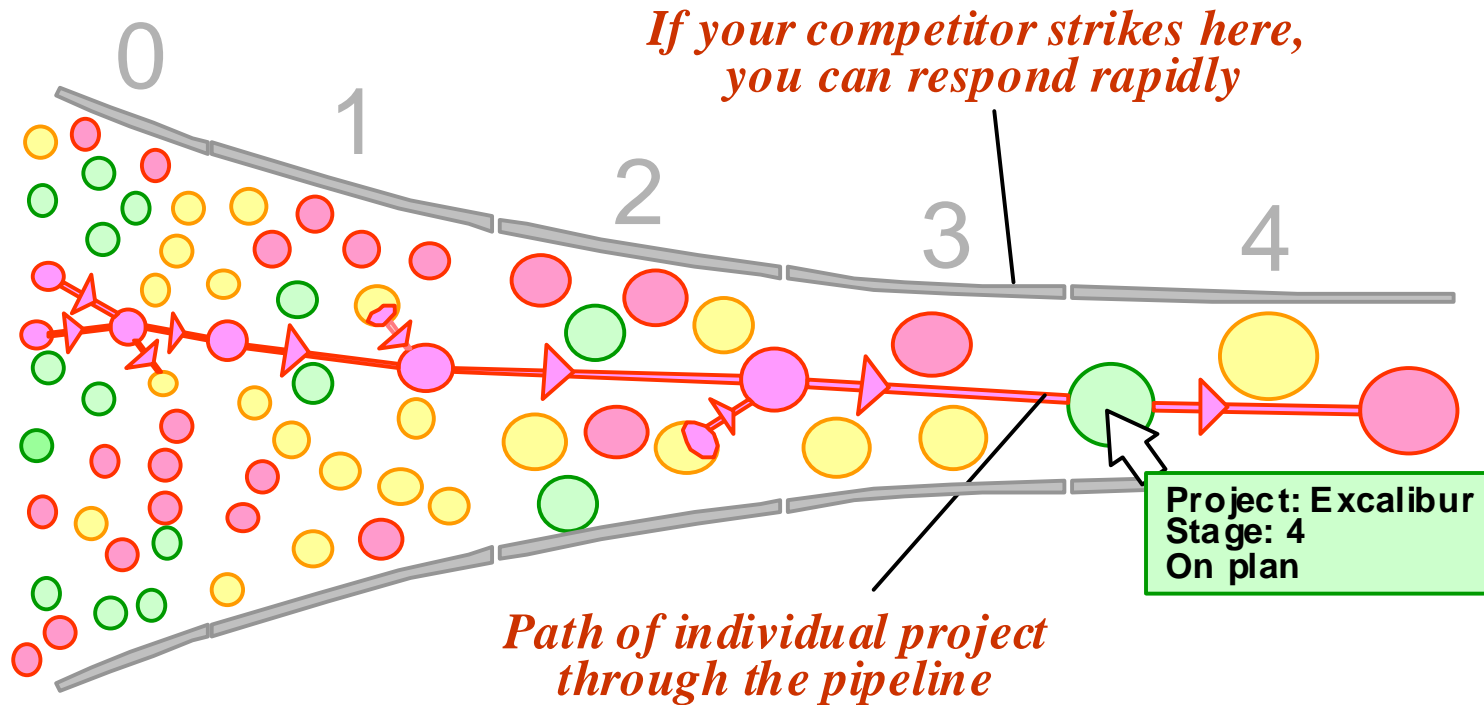 0
1
2
3
4
If your competitor strikes here,
you can respond rapidly
Project: Excalibur
Stage: 4
On plan
Path of individual project
through the pipeline